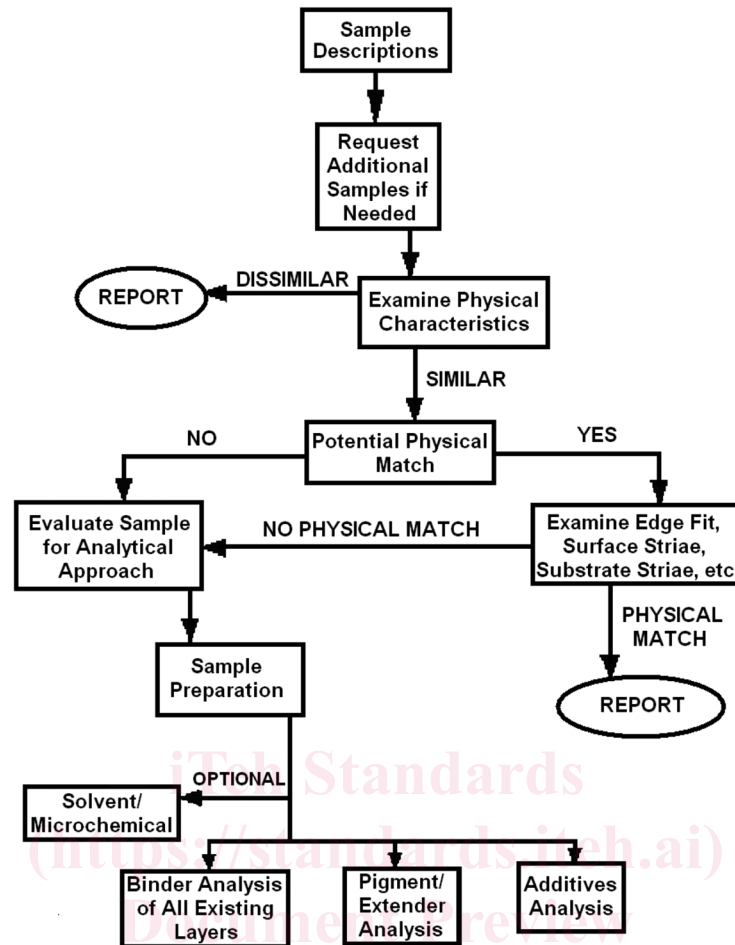 Sample
Descriptions
Request
Additional
Samples if
Needed
DISSIMILAR
REPORT
Examine Physical
Characteristics
SIMILAR
NO
Potential Physical
Match
YES
Evaluate Sample
for Analytical
Approach
NO PHYSICAL MATCH
Examine Edge Fit,
Surface Striae,
Substrate Striae, etc
PHYSICAL
MATCH
Sample
Preparation
REPORT
iTeh Standards
OPTIONAL
Solvent/
Microchemical
(https://standards.iteh.ai)
Binder Analysis
of All Existing
Layers
Pigment/
Extender
Analysis
Additives
Analysis
Document Preview